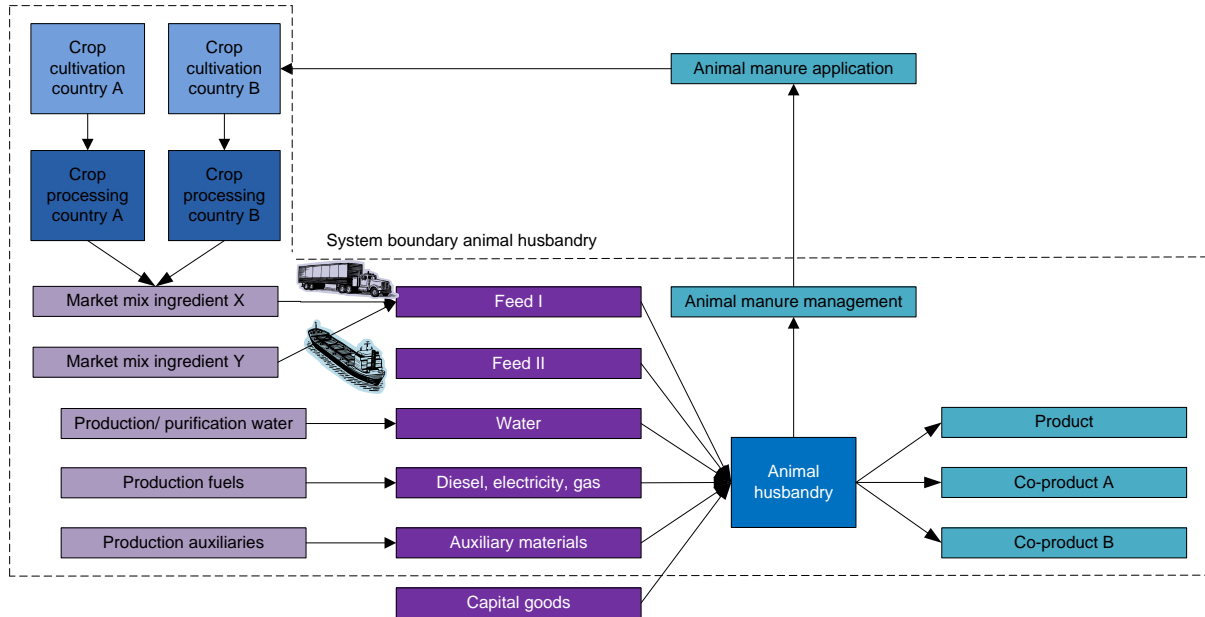 Crop
cultivation
country A
Crop
cultivation
country B
Animal manure application
Crop
processing
country A
Crop
processing
country B
System boundary animal husbandry
Market mix ingredient X
Feed I
Animal manure management
Market mix ingredient Y
Feed II
Production/ purification water
Water
Product
Animal
husbandry
Production fuels
Diesel, electricity, gas
Co-product A
Production auxiliaries
Auxiliary materials
Co-product B
Capital goods